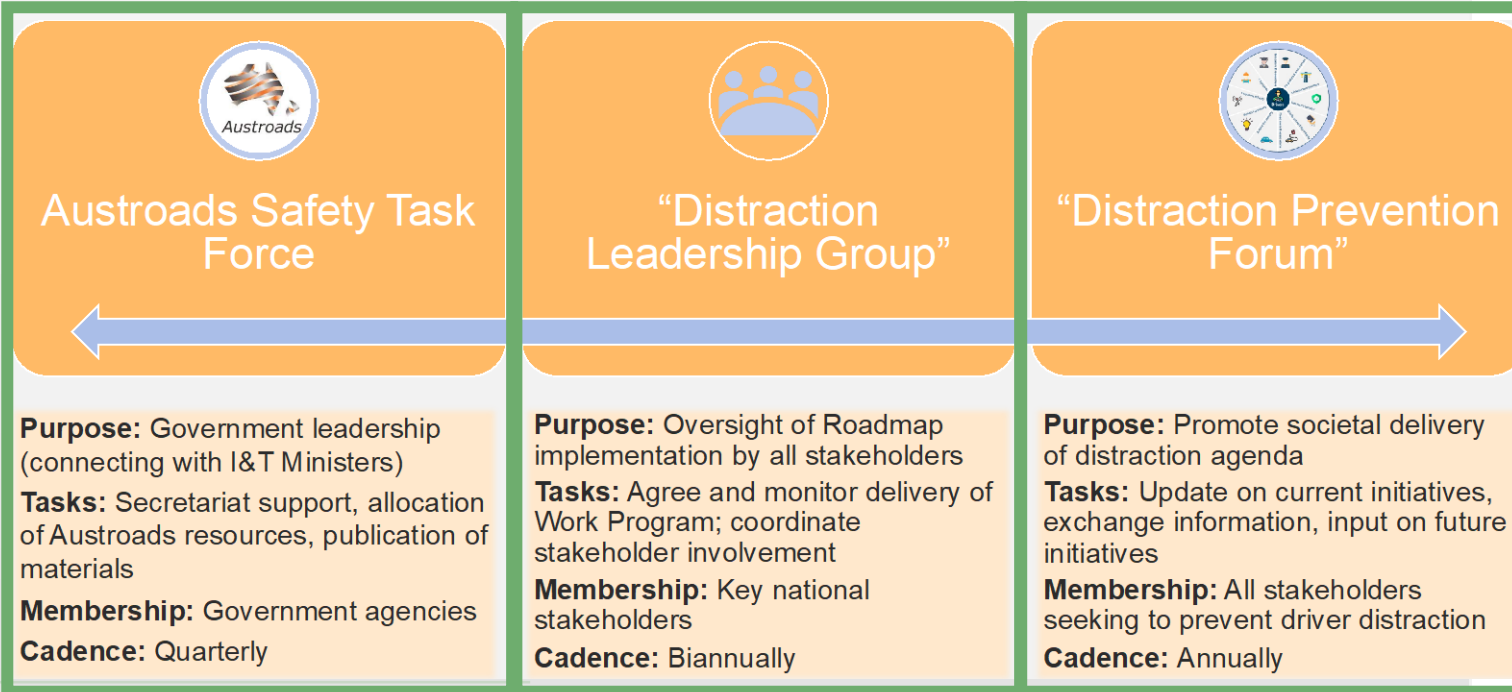 Austroads
Austroads Safety Task
Force
Purpose: Government leadership
(connecting with I&T Ministers)
Tasks: Secretariat support, allocation
of Austroads resources, publication of
materials
Membership: Government agencies
Cadence: Quarterly
“Distraction
Leadership Group”
Purpose: Oversight of Roadmap
implementation by all stakeholders
Tasks: Agree and monitor delivery of
Work Program; coordinate
stakeholder involvement
Membership: Key national
stakeholders
Cadence: Biannually
“Distraction Prevention
Forum”
Purpose: Promote societal delivery
of distraction agenda
Tasks: Update on current initiatives,
exchange information, input on future
initiatives
Membership: All stakeholders
seeking to prevent driver distraction
Cadence: Annually